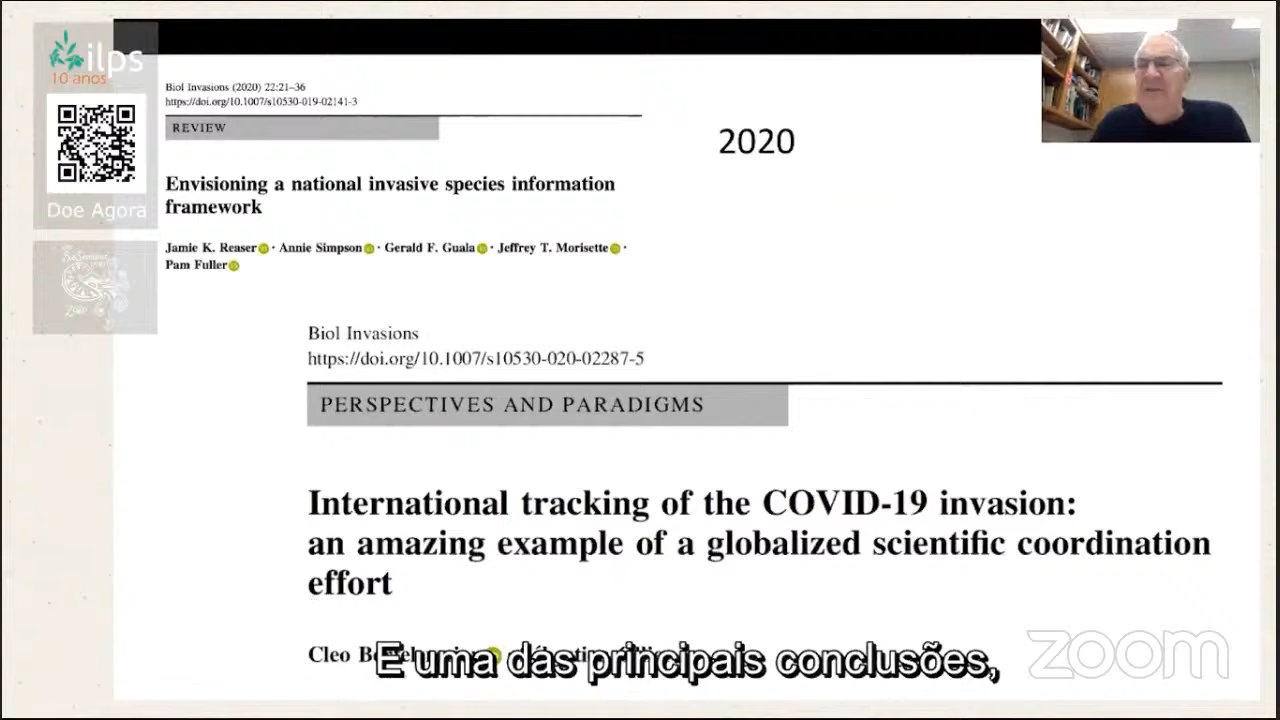 ilps
10 anos
Doe Agora
Biol Invasions (2020) 22:21–36
https://doi.org/10.1007/s10530-019-02141-3
REVIEW
2020
Envisioning a national invasive species information
framework
Jamie K. Reaser · Annie Simpson · Gerald F. Guala · Jeffrey T. Morisette ·
Pam Fuller
Biol Invasions
https://doi.org/10.1007/s10530-020-02287-5
PERSPECTIVES AND PARADIGMS
International tracking of the COVID-19 invasion:
an amazing example of a globalized scientific coordination
effort
Cleo
E uma das principais conclusões,
zoom